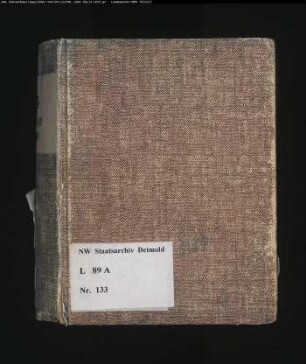 NW Staatsarchiv Detmold
L 89 A
Nr. 133